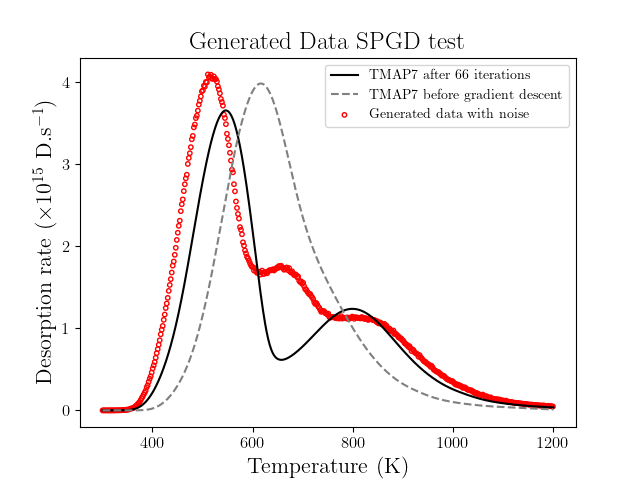 Generated Data SPGD test
TMAP7 after 66 iterations
TMAP7 before gradient descent
Generated data with noise
Desorption rate (×10¹⁵ D.s⁻¹)
4
3
2
1
0
400 600 800 1000 1200
Temperature (K)